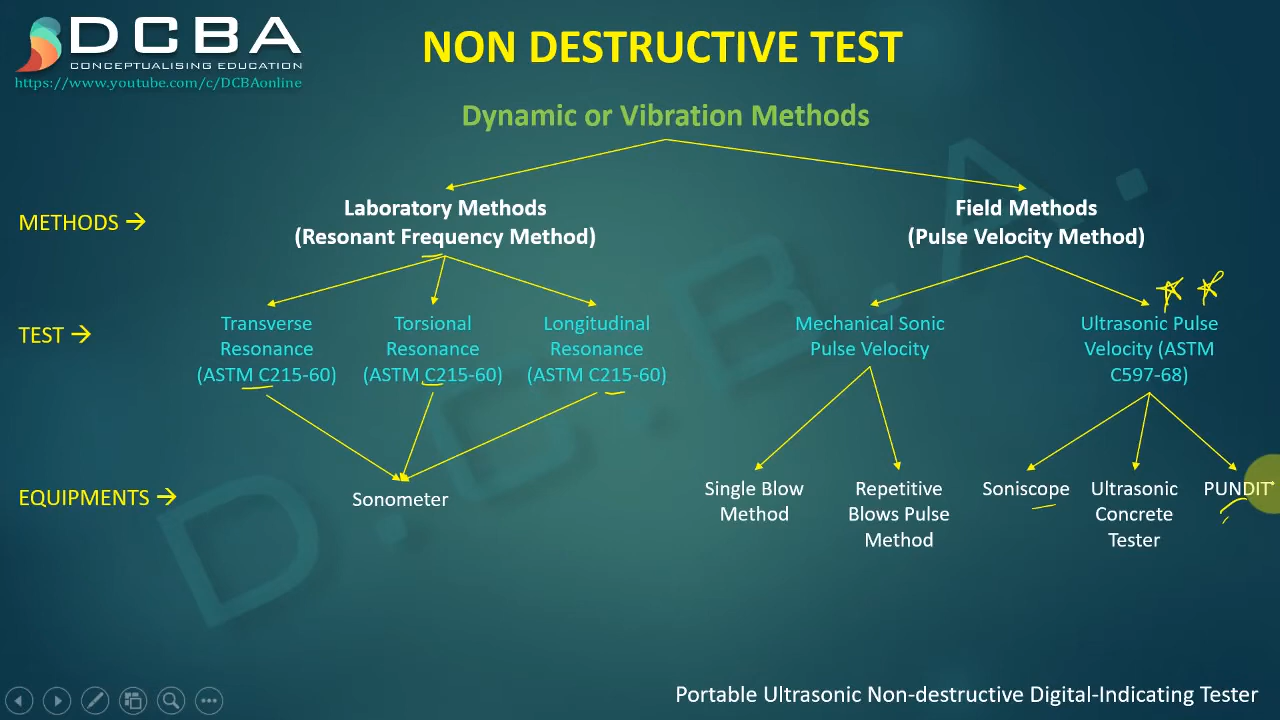 DCBA
CONCEPTUALISING EDUCATION
https://www.youtube.com/c/DCBAonline
NON DESTRUCTIVE TEST
Dynamic or Vibration Methods
METHODS →
Laboratory Methods
(Resonant Frequency Method)
Field Methods
(Pulse Velocity Method)
TEST →
Transverse
Resonance
(ASTM C215-60)
Torsional
Resonance
(ASTM C215-60)
Longitudinal
Resonance
(ASTM C215-60)
Mechanical Sonic
Pulse Velocity
Ultrasonic Pulse
Velocity (ASTM
C597-68)
EQUIPMENTS →
Sonometer
Single Blow
Method
Repetitive
Blows Pulse
Method
Soniscope
Ultrasonic
Concrete
Tester
PUNDIT
Portable Ultrasonic Non-destructive Digital-Indicating Tester
D.C.B.A.